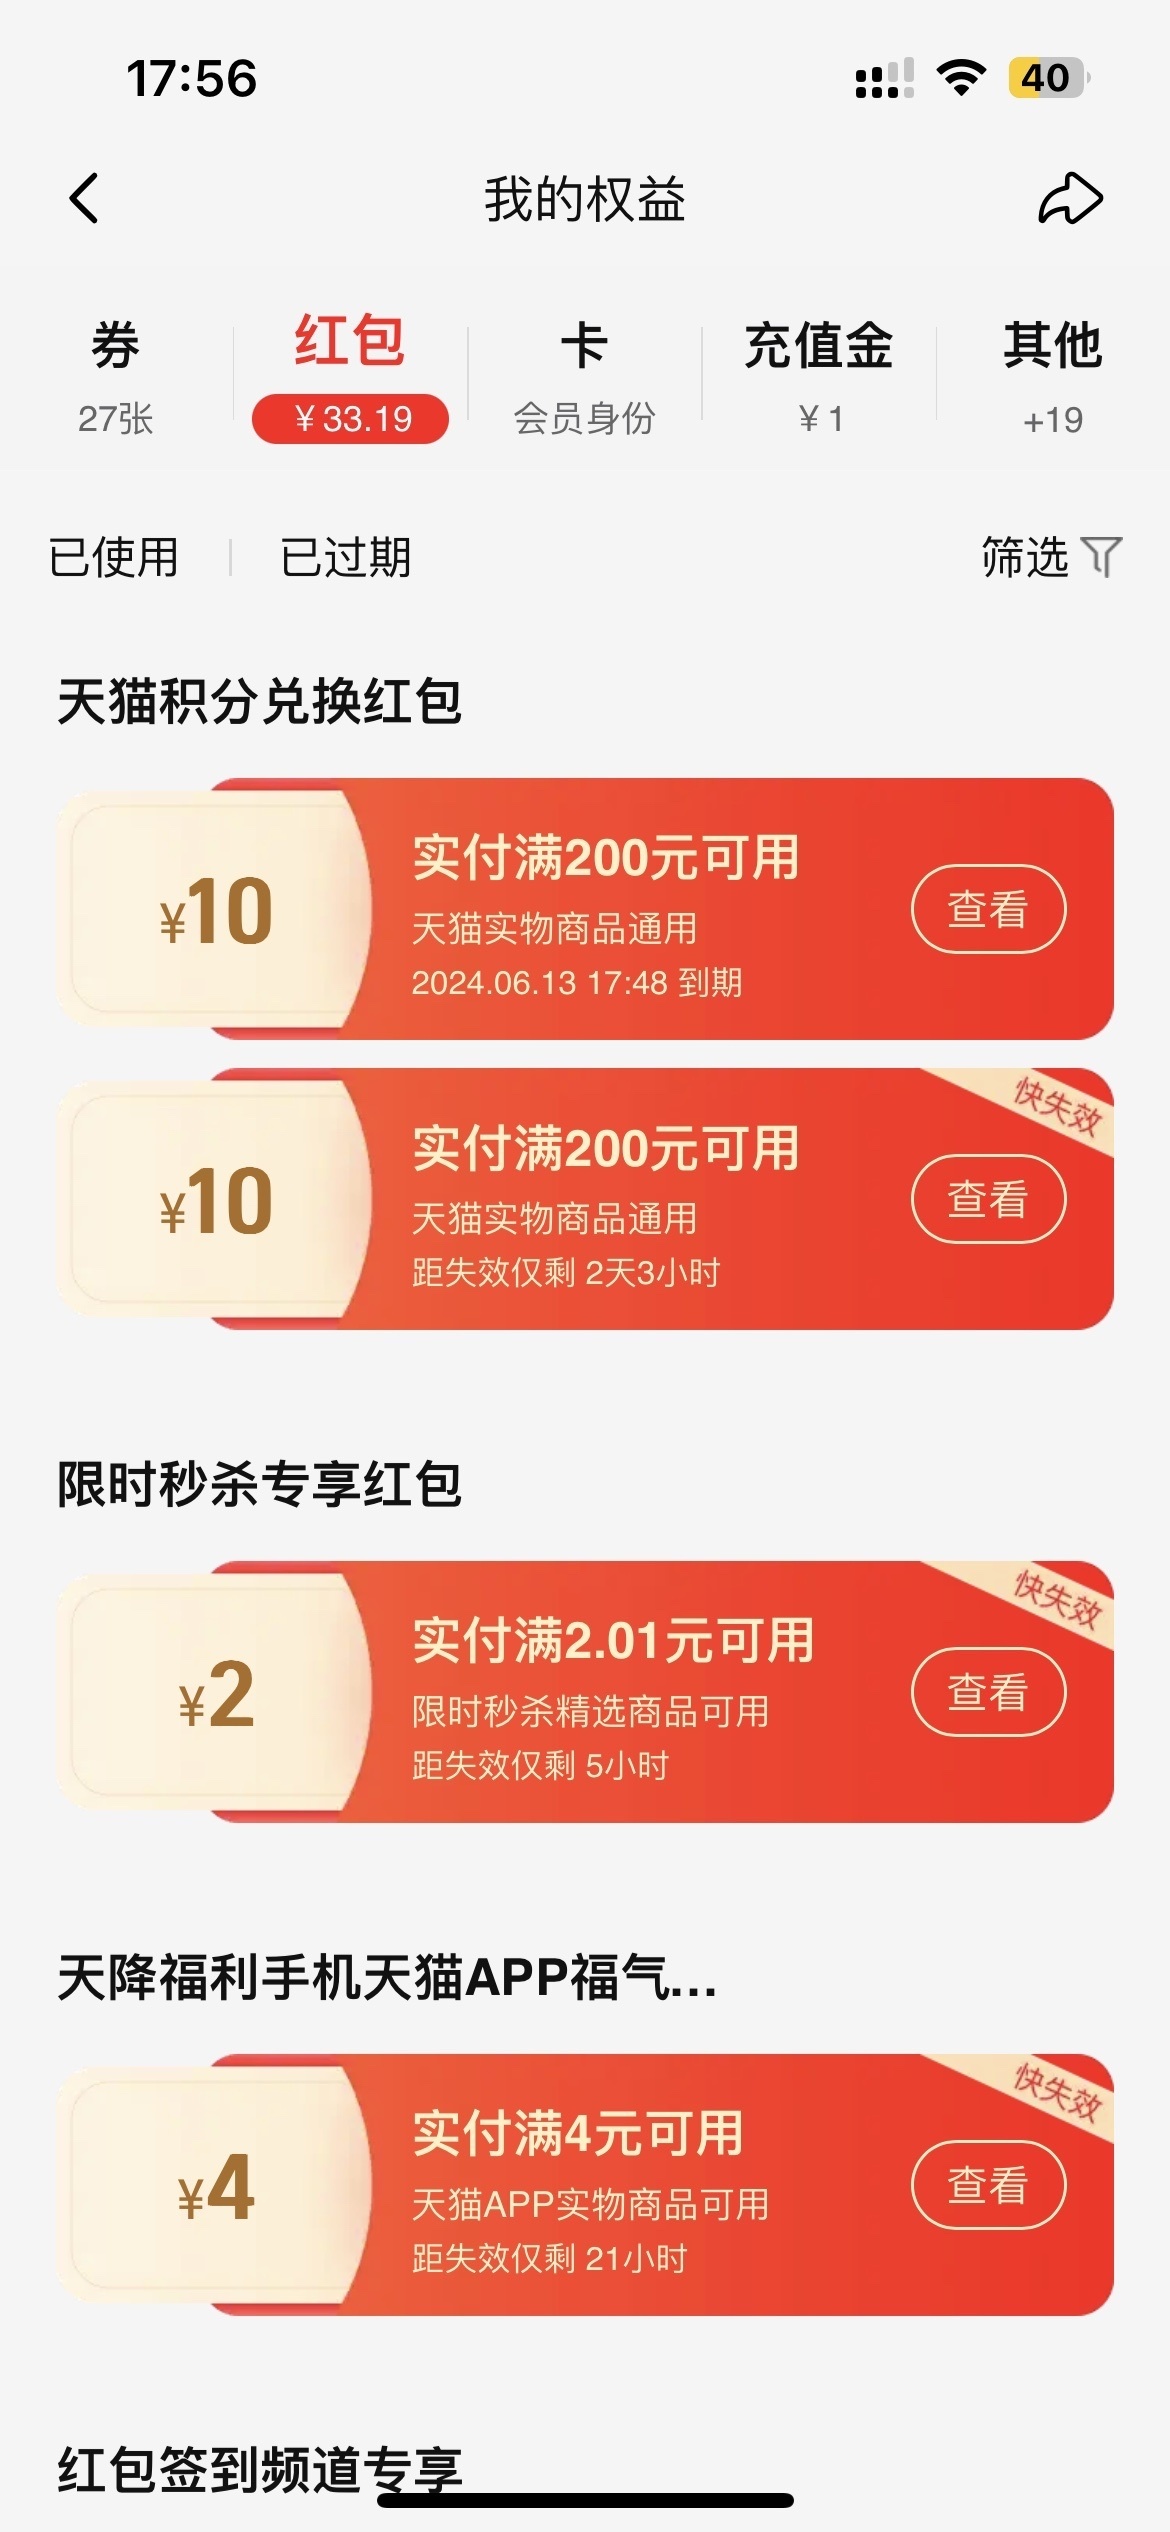 17:56
40
我的权益
券
红包
卡
充值金
其他
27张
¥33.19
会员身份
¥1
+19
已使用
已过期
筛选
天猫积分兑换红包
¥10
实付满200元可用
天猫实物商品通用
2024.06.13 17:48 到期
查看
快失效
¥10
实付满200元可用
天猫实物商品通用
距失效仅剩 2天3小时
查看
限时秒杀专享红包
快失效
¥2
实付满2.01元可用
限时秒杀精选商品可用
距失效仅剩 5小时
查看
天降福利手机天猫APP福气...
快失效
¥4
实付满4元可用
天猫APP实物商品可用
距失效仅剩 21小时
查看
红包签到频道专享